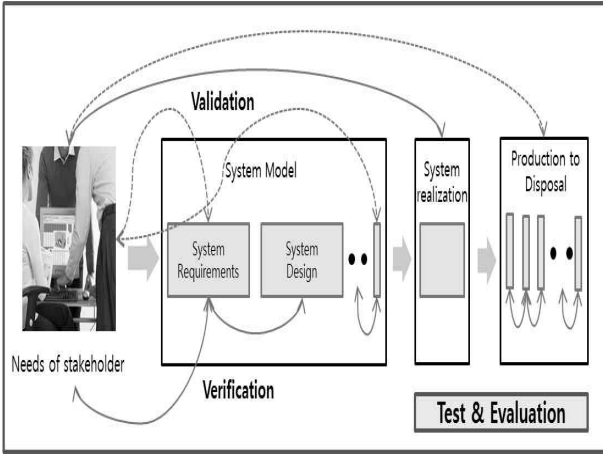 Validation
System Model
System
realization
Production to
Disposal
System
Requirements
System
Design
Needs of stakeholder
Verification
Test & Evaluation